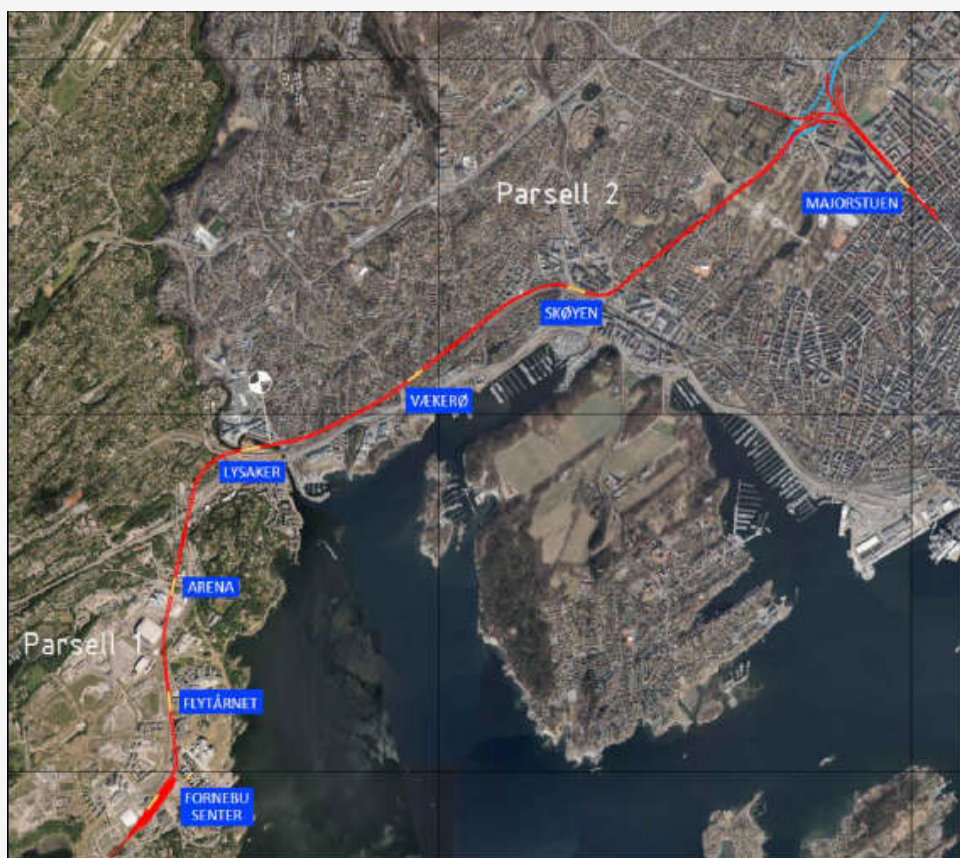 Parsell 2
MAJORSTUEN
SKØYEN
VÆKERØ
LYSAKER
ARENA
Parsell 1
FLYTÅRNET
FORNEBU
SENTER